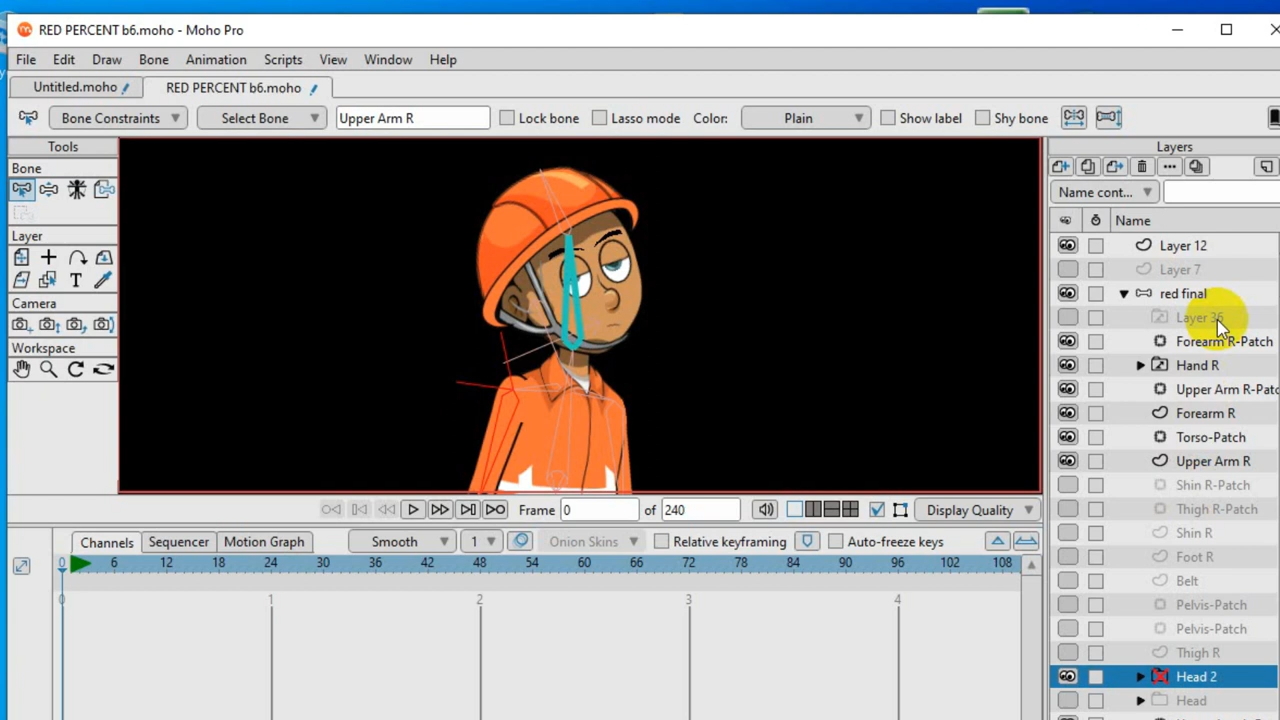 RED PERCENT b6.moho - Moho Pro
File Edit Draw Bone Animation Scripts View Window Help
Untitled.moho RED PERCENT b6.moho
Bone Constraints Select Bone Upper Arm R Lock bone Lasso mode Color: Plain Show label Shy bone
Tools
Bone
Layer
Camera
Workspace
Layers
Name cont...
Name
Layer 12
Layer 7
red final
Layer 36
Forearm R-Patch
Hand R
Upper Arm R-Patc
Forearm R
Torso-Patch
Upper Arm R
Shin R-Patch
Thigh R-Patch
Shin R
Foot R
Belt
Pelvis-Patch
Pelvis-Patch
Thigh R
Head 2
Head
Frame 0 of 240 Display Quality
Channels Sequencer Motion Graph Smooth 1 Onion Skins Relative keyframing Auto-freeze keys
0 6 12 18 24 30 36 42 48 54 60 66 72 78 84 90 96 102 108
0 1 2 3 4